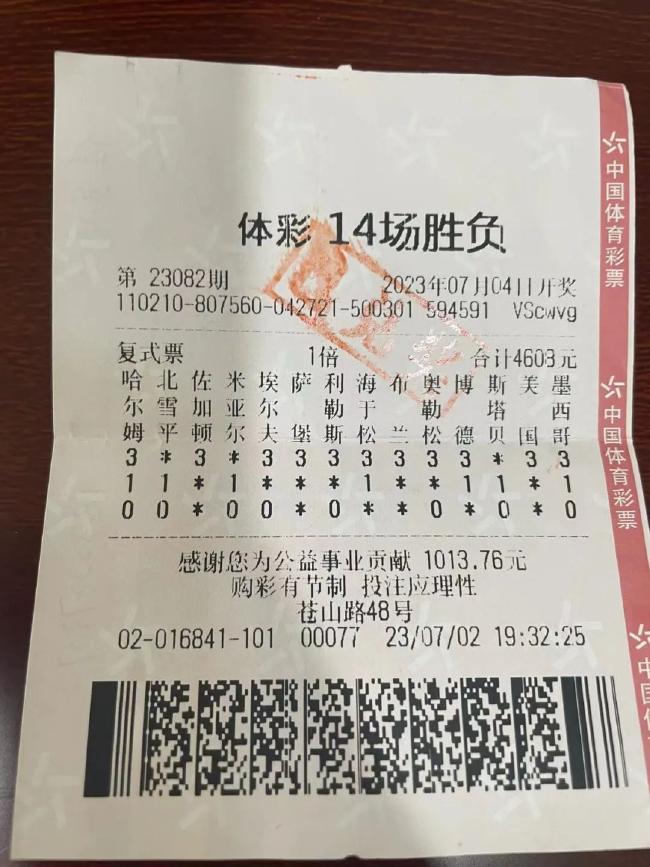 体彩 14场胜负
第 23082期 2023年07月04日开奖
110210-807560-042721-500301 594591 VScwvg
复式票 1倍 合计4608元
哈 北 佐 米 埃 萨 利 海 布 奥 博 斯 美 墨
尔 雪 加 亚 尔 勒 于 勒 塔 西
姆 平 顿 尔 夫 堡 斯 松 兰 松 德 贝 国 哥
3 * 3 * 3 3 3 3 3 3 3 * 3 3
1 1 * 1 * * * 1 * * 1 1 * 1
0 0 * 0 0 * 0 * * 0 * 0 * 0
感谢您为公益事业贡献 1013.76元
购彩有节制 投注应理性
苍山路48号
02-016841-101 00077 23/07/02 19:32:25
中国体育彩票
中国体育彩票
中国体